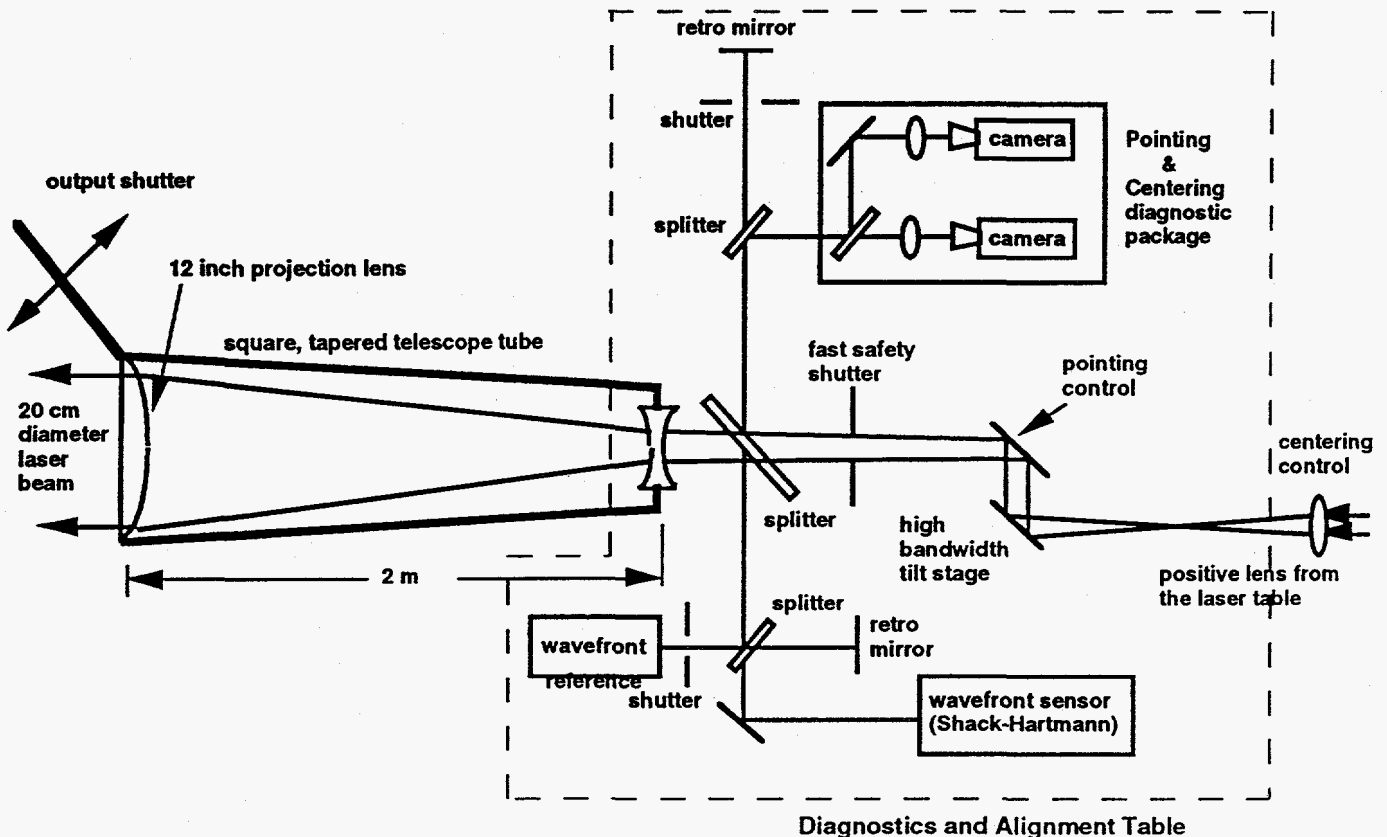 retro mirror
shutter
camera
Pointing
&
Centering
diagnostic
package
output shutter
splitter
camera
12 inch projection lens
square, tapered telescope tube
fast safety
shutter
pointing
control
20 cm
diameter
laser
beam
centering
control
splitter
high
bandwidth
tilt stage
2 m
positive lens from
the laser table
splitter
retro
mirror
wavefront
reference
shutter
wavefront sensor
(Shack-Hartmann)
Diagnostics and Alignment Table